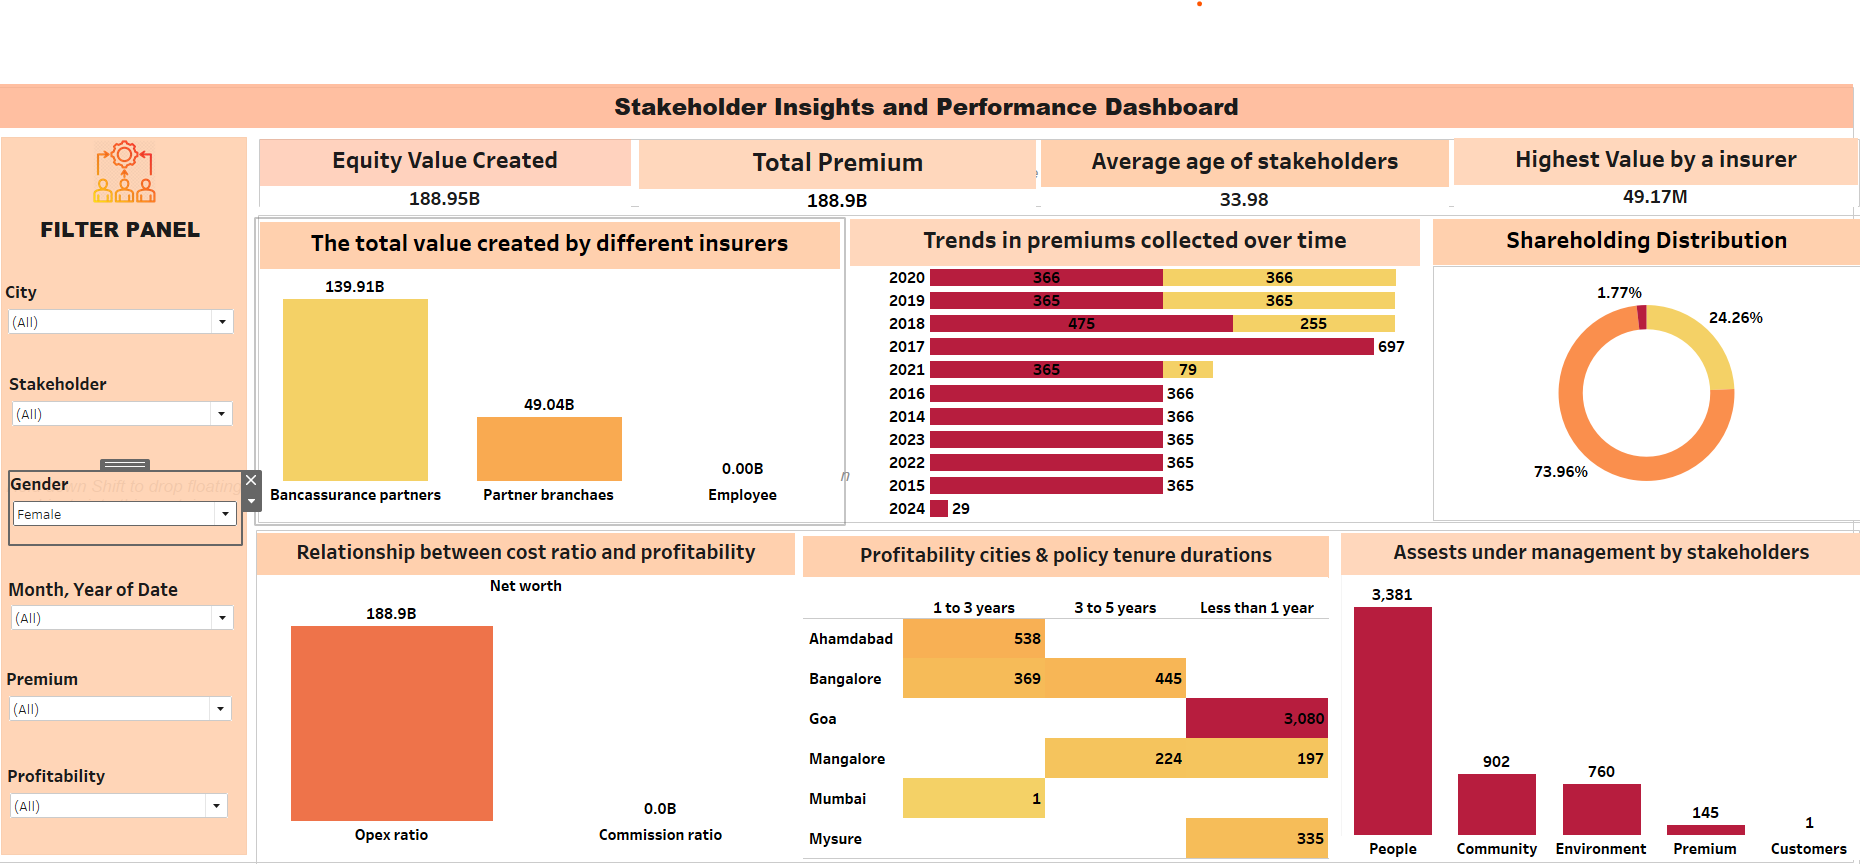 Stakeholder Insights and Performance Dashboard
FILTER PANEL
City
(All)
Stakeholder
(All)
Gender
Female
Month, Year of Date
(All)
Premium
(All)
Profitability
(All)
Equity Value Created
188.95B
Total Premium
188.9B
Average age of stakeholders
33.98
Highest Value by a insurer
49.17M
The total value created by different insurers
139.91B
49.04B
0.00B
Bancassurance partners Partner branchaes Employee
Trends in premiums collected over time
2020 366 366
2019 365 365
2018 475 255
2017 697
2021 365 79
2016 366
2014 366
2023 365
2022 365
2015 365
2024 29
Shareholding Distribution
1.77%
24.26%
73.96%
Relationship between cost ratio and profitability
Net worth
188.9B
0.0B
Opex ratio Commission ratio
Profitability cities & policy tenure durations
1 to 3 years 3 to 5 years Less than 1 year
Ahamdabad 538
Bangalore 369 445
Goa 3,080
Mangalore 224 197
Mumbai 1
Mysure 335
Assests under management by stakeholders
3,381
902
760
145
1
People Community Environment Premium Customers